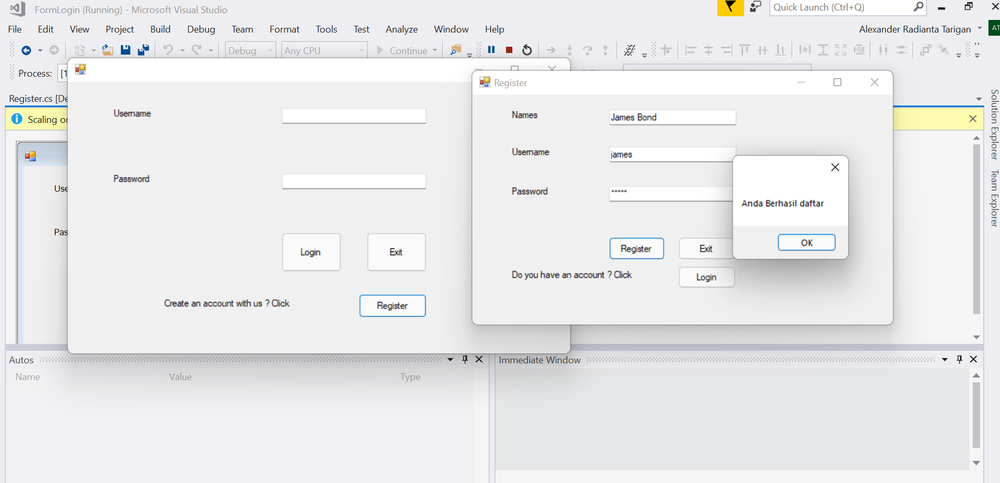 FormLogin (Running) - Microsoft Visual Studio
Quick Launch (Ctrl+Q)
File Edit View Project Build Debug Team Format Tools Test Analyze Window Help
Alexander Radianta Tarigan
AT
Debug Any CPU Continue
Process: [1
Register.cs [De
Scaling on
Use
Pas
Username
Password
Login Exit
Create an account with us ? Click Register
Register
Names James Bond
Username james
Password *****
Register Exit
Do you have an account ? Click Login
Anda Berhasil daftar
OK
Solution Explorer
Team Explorer
Autos
Name Value Type
Immediate Window